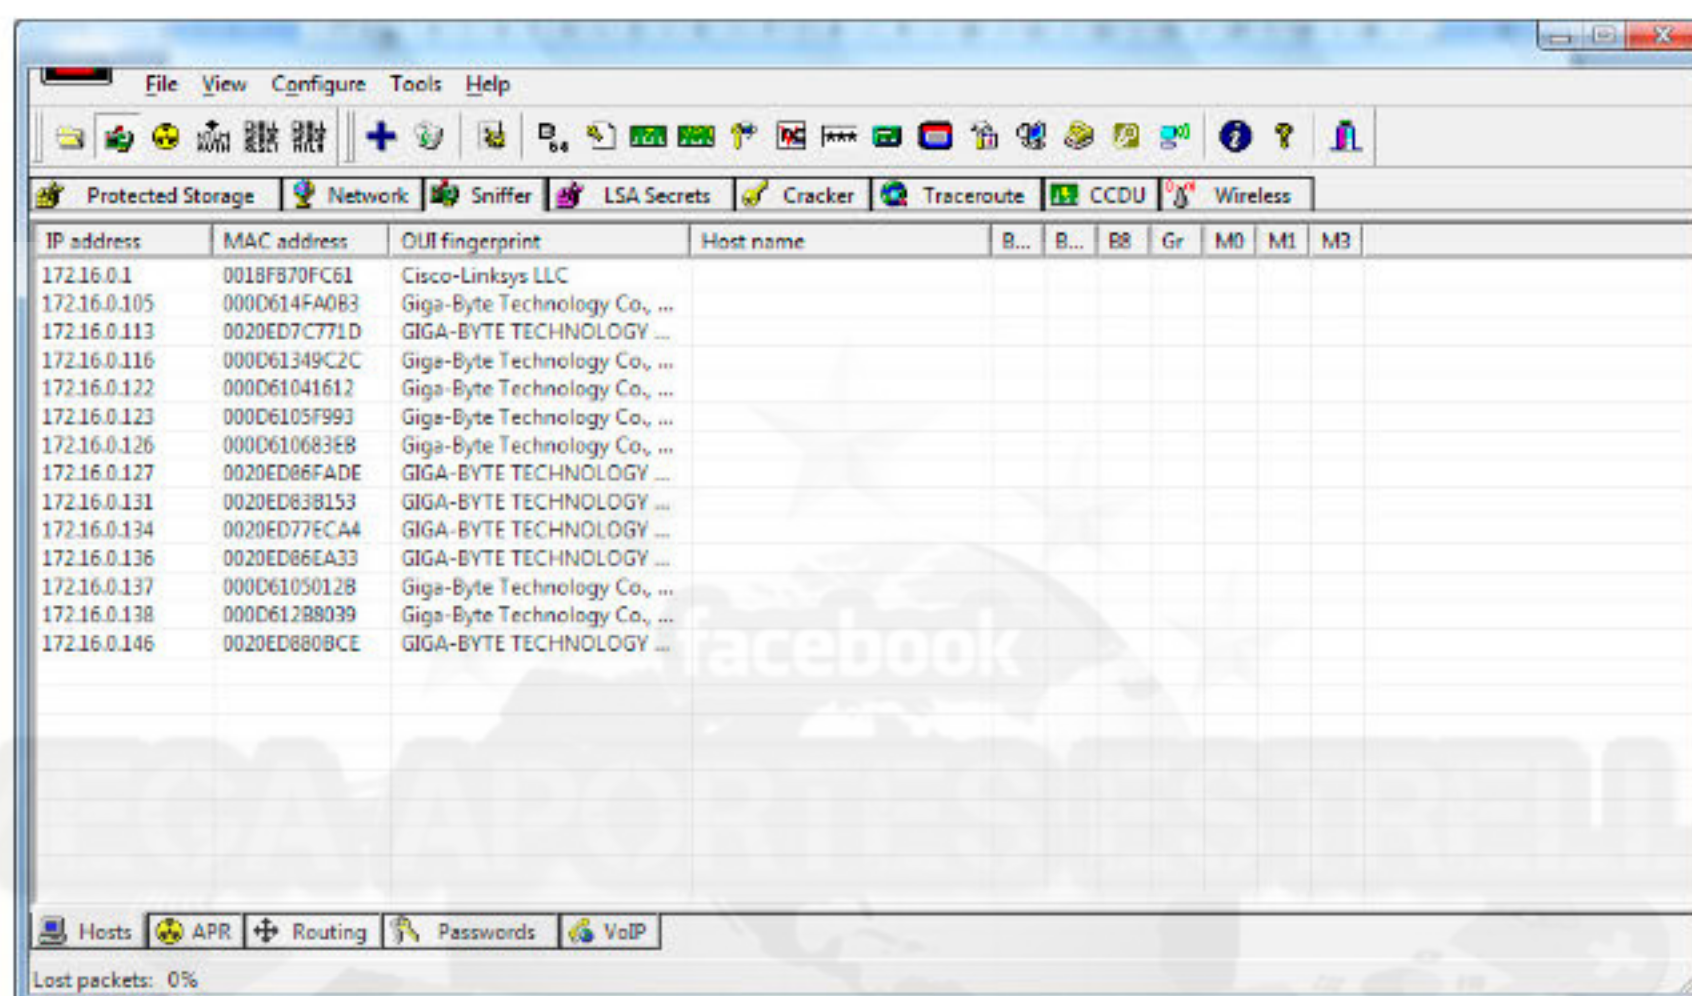 File View Configure Tools Help
Protected Storage Network Sniffer LSA Secrets Cracker Traceroute CCDU Wireless
IP address MAC address OUI fingerprint Host name B... B... B8 Gr M0 M1 M3
172.16.0.1 0018F870FC61 Cisco-Linksys LLC
172.16.0.105 000D614FA0B3 Giga-Byte Technology Co., ...
172.16.0.113 0020ED7C771D GIGA-BYTE TECHNOLOGY ...
172.16.0.116 000D61349C2C Giga-Byte Technology Co., ...
172.16.0.122 000D61041612 Giga-Byte Technology Co., ...
172.16.0.123 000D6105F993 Giga-Byte Technology Co., ...
172.16.0.126 000D610683EB Giga-Byte Technology Co., ...
172.16.0.127 0020ED86FADE GIGA-BYTE TECHNOLOGY ...
172.16.0.131 0020ED83B153 GIGA-BYTE TECHNOLOGY ...
172.16.0.134 0020ED77ECA4 GIGA-BYTE TECHNOLOGY ...
172.16.0.136 0020ED86EA33 GIGA-BYTE TECHNOLOGY ...
172.16.0.137 000D6105012B Giga-Byte Technology Co., ...
172.16.0.138 000D612B8039 Giga-Byte Technology Co., ...
172.16.0.146 0020ED880BCE GIGA-BYTE TECHNOLOGY ...
facebook
Hosts APR Routing Passwords VoIP
Lost packets: 0%